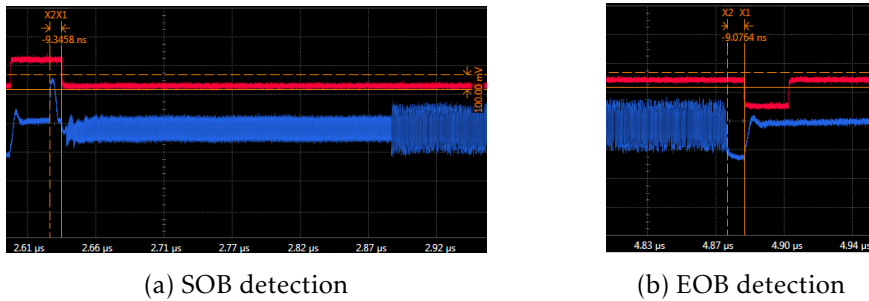 X2X1
-9.3458 ns
100.00 mV
2.61 µs 2.66 µs 2.71 µs 2.77 µs 2.82 µs 2.87 µs 2.92 µs
(a) SOB detection
X2 X1
-9.0764 ns
4.83 µs 4.87 µs 4.90 µs 4.94 µs
(b) EOB detection